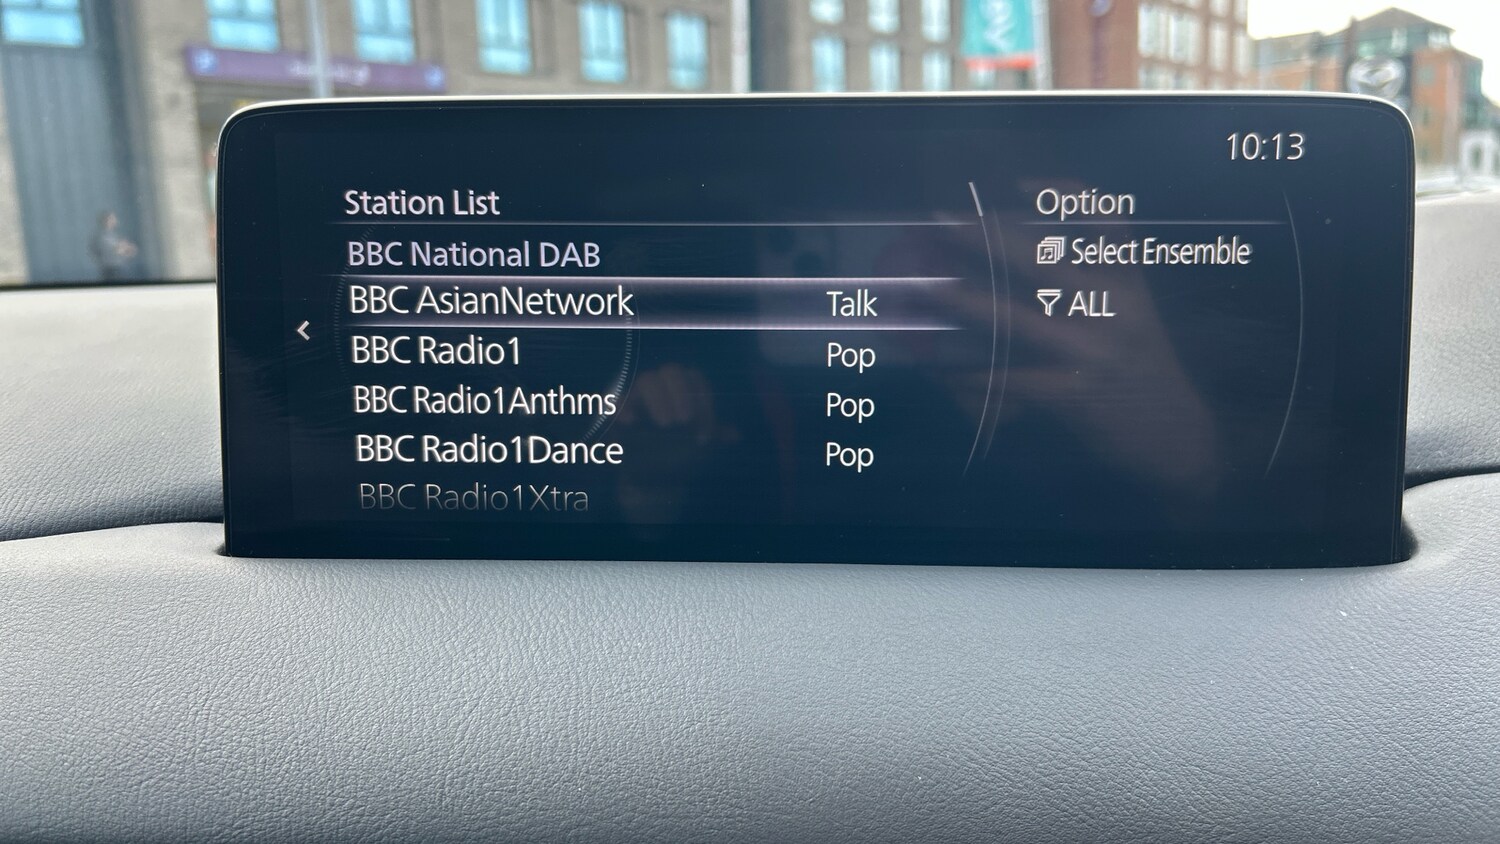 10:13
Station List
BBC National DAB
BBC AsianNetwork Talk
BBC Radio1 Pop
BBC Radio1Anthms Pop
BBC Radio1Dance Pop
BBC Radio1Xtra
Option
Select Ensemble
ALL